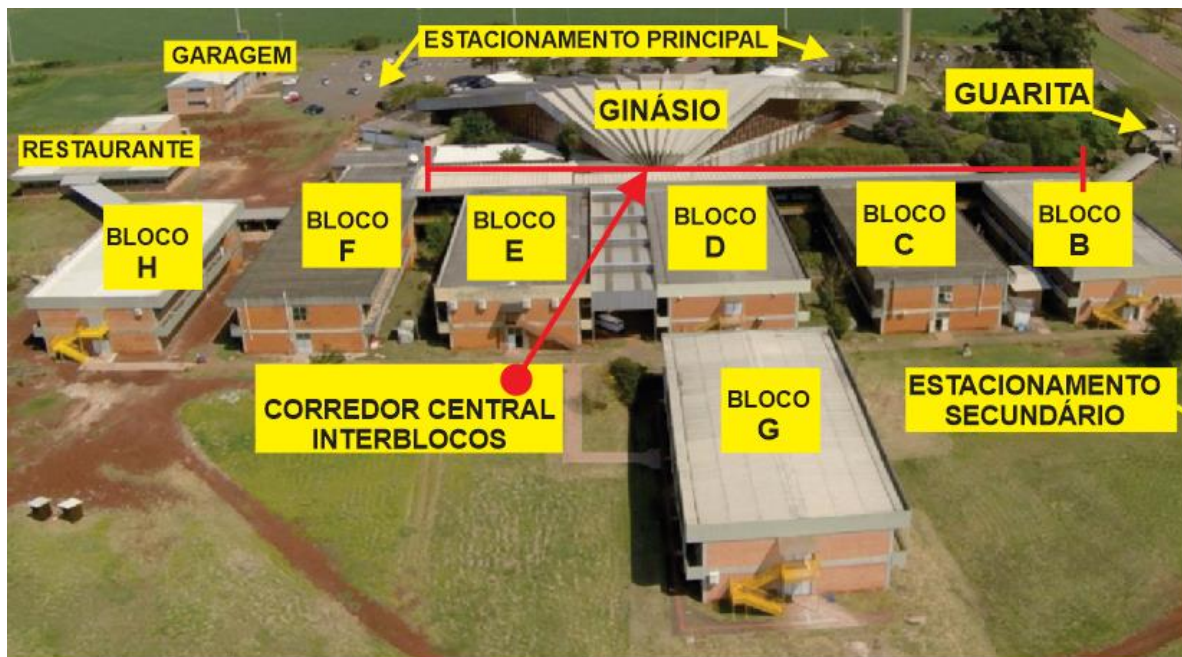 ESTACIONAMENTO PRINCIPAL
GARAGEM
GINÁSIO
GUARITA
RESTAURANTE
BLOCO
H
BLOCO
F
BLOCO
E
BLOCO
D
BLOCO
C
BLOCO
B
CORREDOR CENTRAL
INTERBLOCOS
BLOCO
G
ESTACIONAMENTO
SECUNDÁRIO